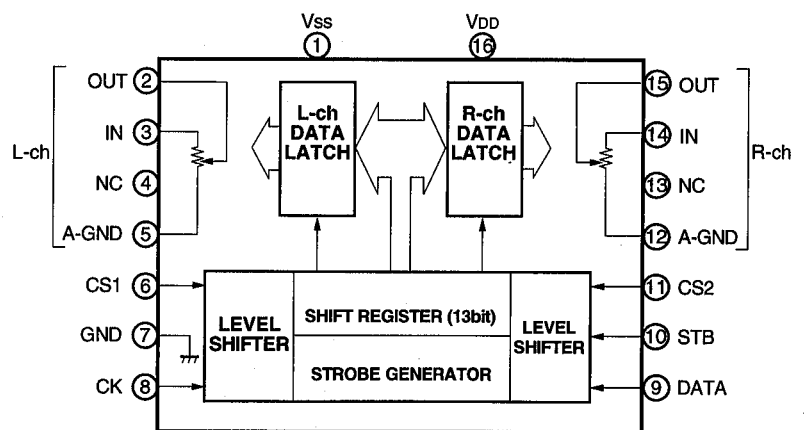 VSS
VDD
1
16
OUT 2
15 OUT
L-ch
DATA
LATCH
R-ch
DATA
LATCH
IN 3
14 IN
L-ch
R-ch
NC 4
13 NC
A-GND 5
12 A-GND
CS1 6
11 CS2
LEVEL
SHIFTER
SHIFT REGISTER (13bit)
LEVEL
SHIFTER
GND 7
10 STB
STROBE GENERATOR
CK 8
9 DATA